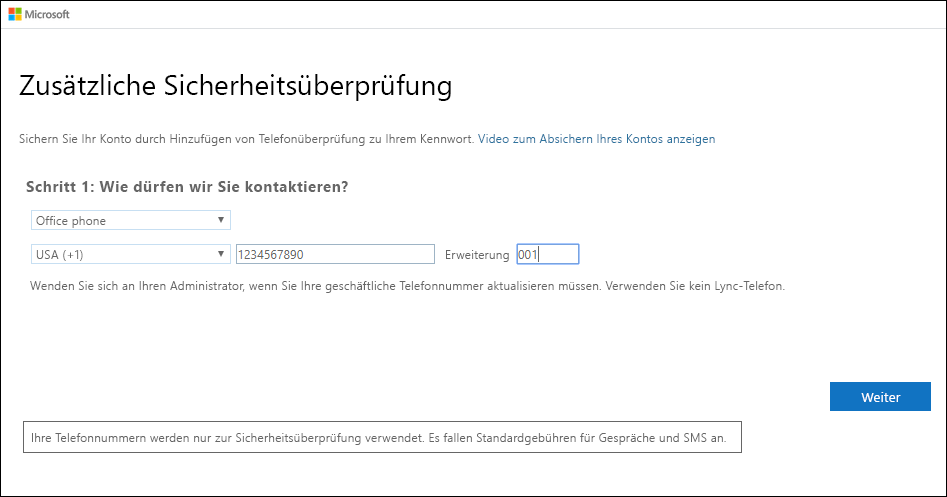 Microsoft
Zusätzliche Sicherheitsüberprüfung
Sichern Sie Ihr Konto durch Hinzufügen von Telefonüberprüfung zu Ihrem Kennwort. Video zum Absichern Ihres Kontos anzeigen
Schritt 1: Wie dürfen wir Sie kontaktieren?
Office phone
USA (+1) 1234567890 Erweiterung 001
Wenden Sie sich an Ihren Administrator, wenn Sie Ihre geschäftliche Telefonnummer aktualisieren müssen. Verwenden Sie kein Lync-Telefon.
Weiter
Ihre Telefonnummern werden nur zur Sicherheitsüberprüfung verwendet. Es fallen Standardgebühren für Gespräche und SMS an.